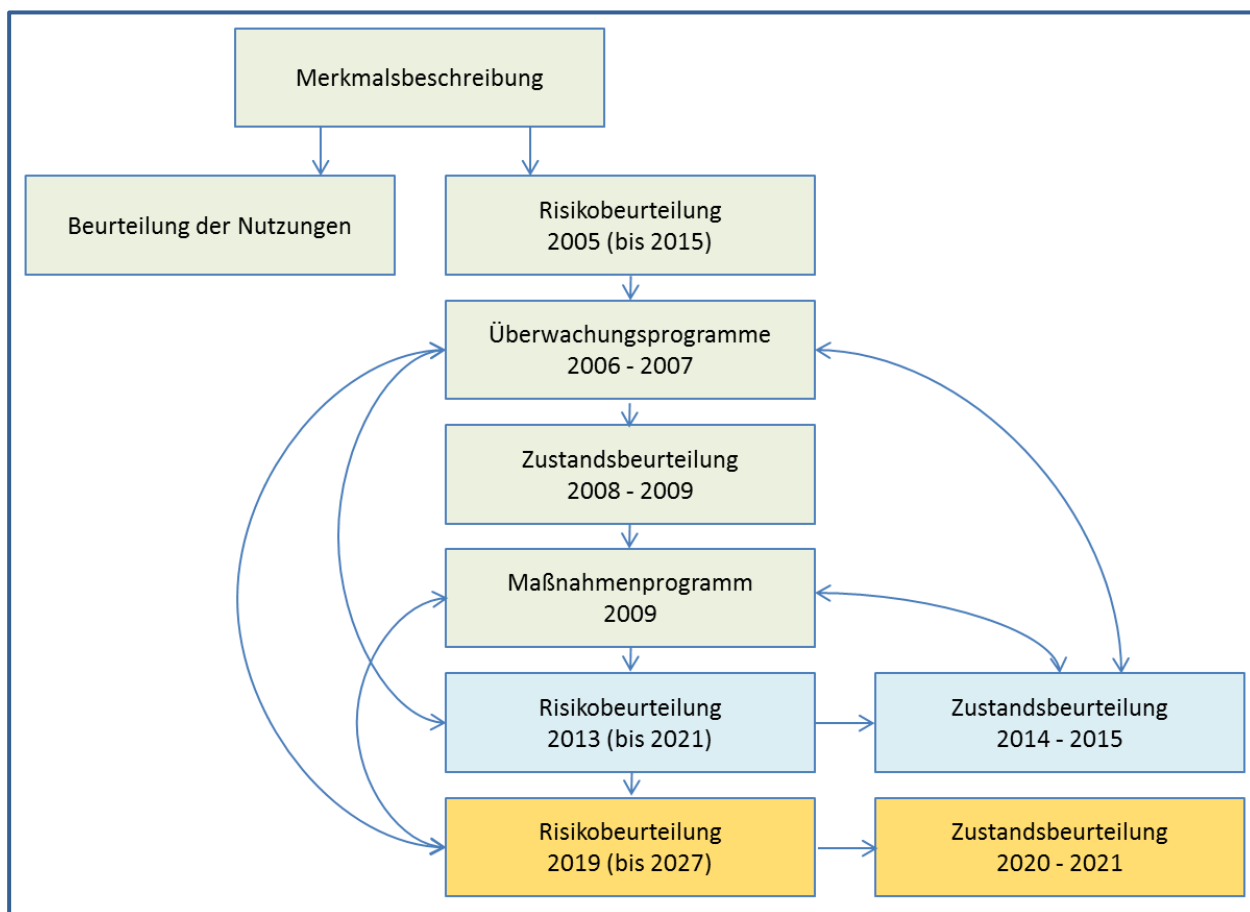 Merkmalsbeschreibung
Beurteilung der Nutzungen
Risikobeurteilung
2005 (bis 2015)
Überwachungsprogramme
2006 - 2007
Zustandsbeurteilung
2008 - 2009
Maßnahmenprogramm
2009
Risikobeurteilung
2013 (bis 2021)
Zustandsbeurteilung
2014 - 2015
Risikobeurteilung
2019 (bis 2027)
Zustandsbeurteilung
2020 - 2021